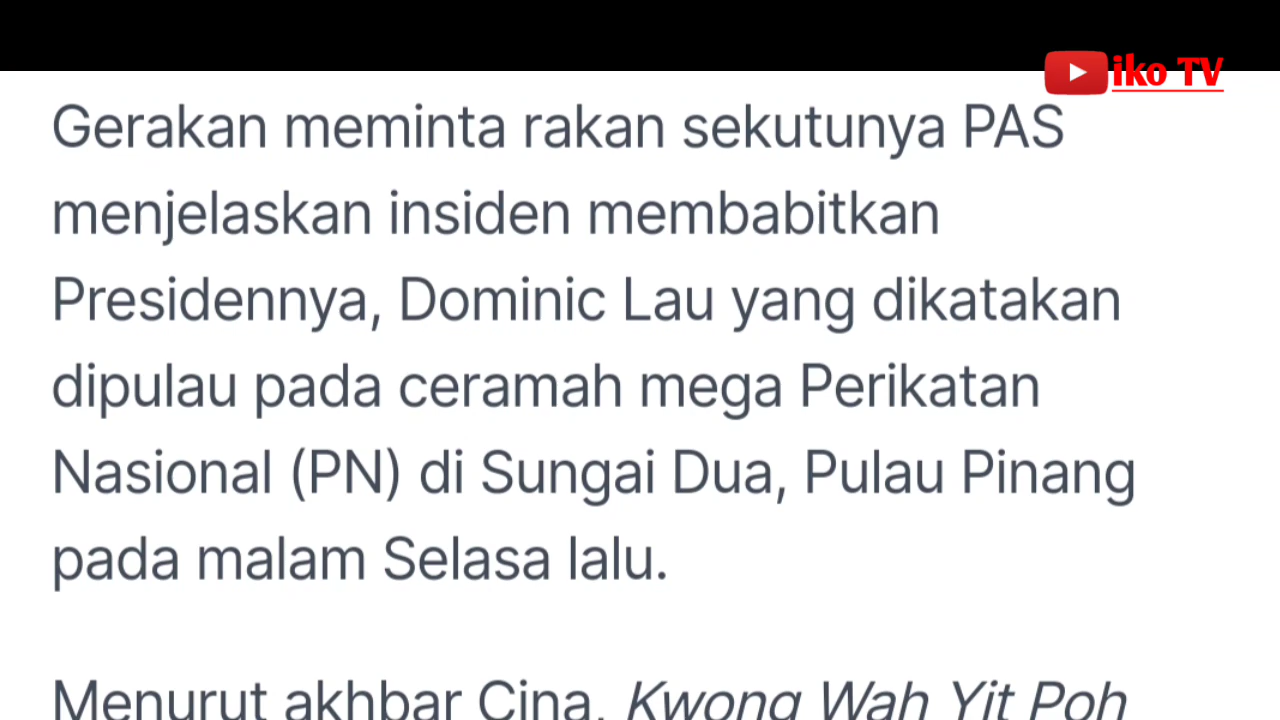 iko TV
Gerakan meminta rakan sekutunya PAS
menjelaskan insiden membabitkan
Presidennya, Dominic Lau yang dikatakan
dipulau pada ceramah mega Perikatan
Nasional (PN) di Sungai Dua, Pulau Pinang
pada malam Selasa lalu.
Menurut akhbar Cina, Kwong Wah Yit Poh